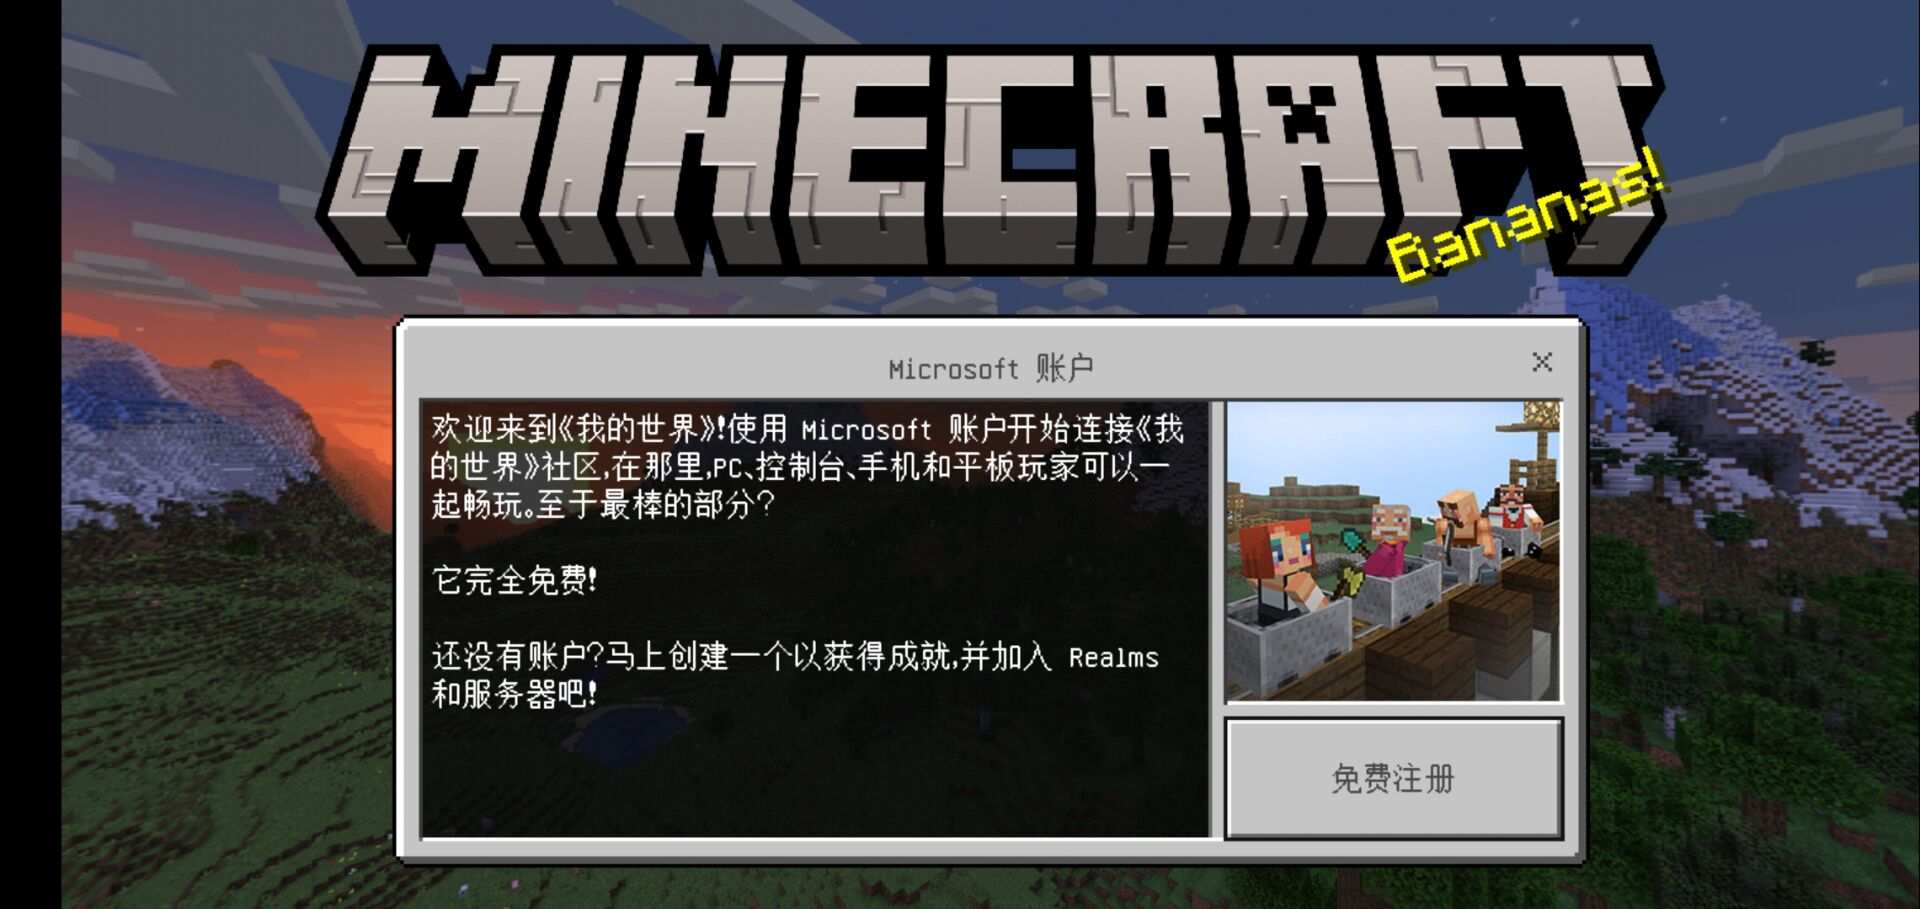 MINECRAFT
Bananas!
Microsoft 账户
欢迎来到《我的世界》!使用 Microsoft 账户开始连接《我
的世界》社区,在那里,PC、控制台、手机和平板玩家可以一
起畅玩。至于最棒的部分?
它完全免费!
还没有账户?马上创建一个以获得成就,并加入 Realms
和服务器吧!
免费注册